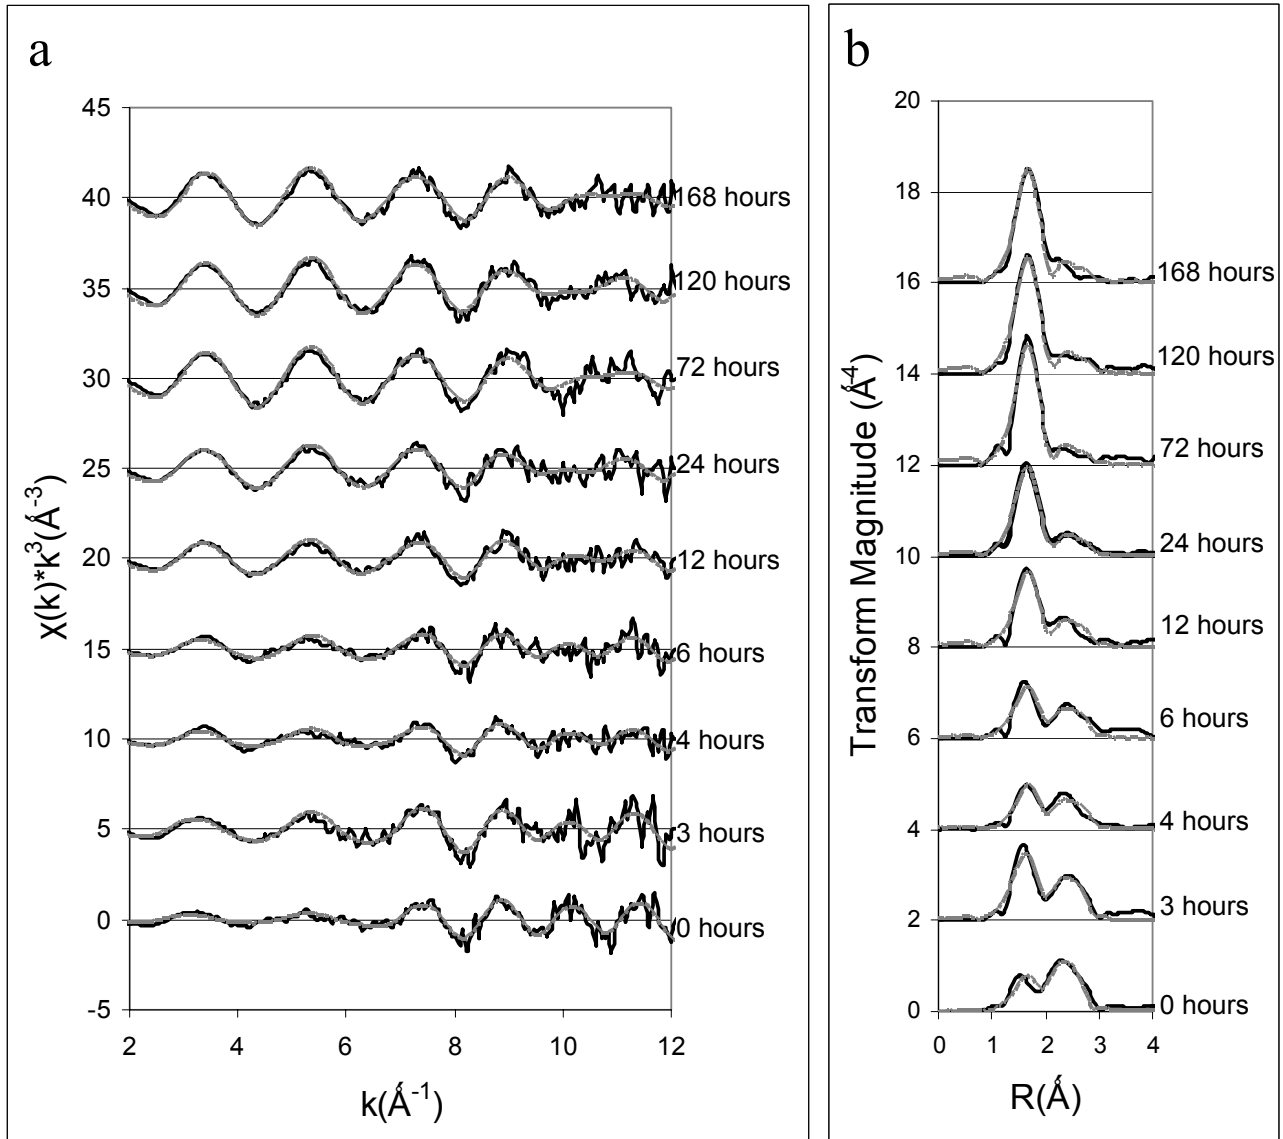 a
45
40
35
30
25
20
15
10
5
0
-5
168 hours
120 hours
72 hours
24 hours
12 hours
6 hours
4 hours
3 hours
0 hours
2 4 6 8 10 12
k(Ǻ⁻¹)
χ(k)*k³(Ǻ⁻³)
b
20
18
16
14
12
10
8
6
4
2
0
168 hours
120 hours
72 hours
24 hours
12 hours
6 hours
4 hours
3 hours
0 hours
0 1 2 3 4
R(Ǻ)
Transform Magnitude (Ǻ⁻⁴)